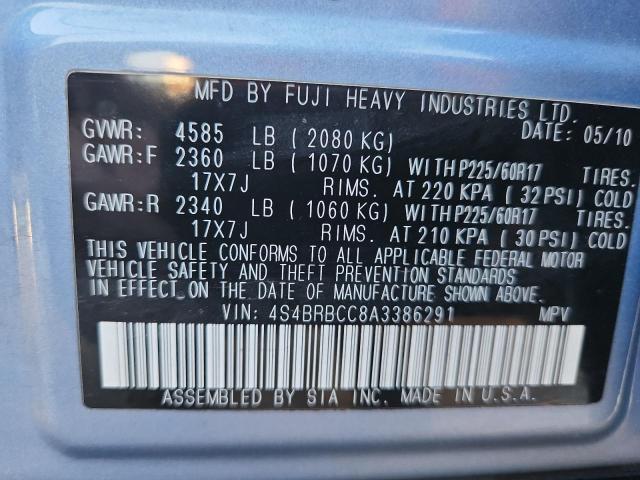 MFD BY FUJI HEAVY INDUSTRIES LTD.
DATE: 05/10
GVWR: 4585 LB ( 2080 KG)
GAWR:F 2360 LB ( 1070 KG) WITH P225/60R17 TIRES.
17X7J RIMS. AT 220 KPA ( 32 PSI) COLD
GAWR:R 2340 LB ( 1060 KG) WITH P225/60R17 TIRES.
17X7J RIMS. AT 210 KPA ( 30 PSI) COLD
THIS VEHICLE CONFORMS TO ALL APPLICABLE FEDERAL MOTOR
VEHICLE SAFETY AND THEFT PREVENTION STANDARDS
IN EFFECT ON THE DATE OF MANUFACTURE SHOWN ABOVE.
VIN: 4S4BRBCC8A3386291 MPV
ASSEMBLED BY SIA INC. MADE IN U.S.A.